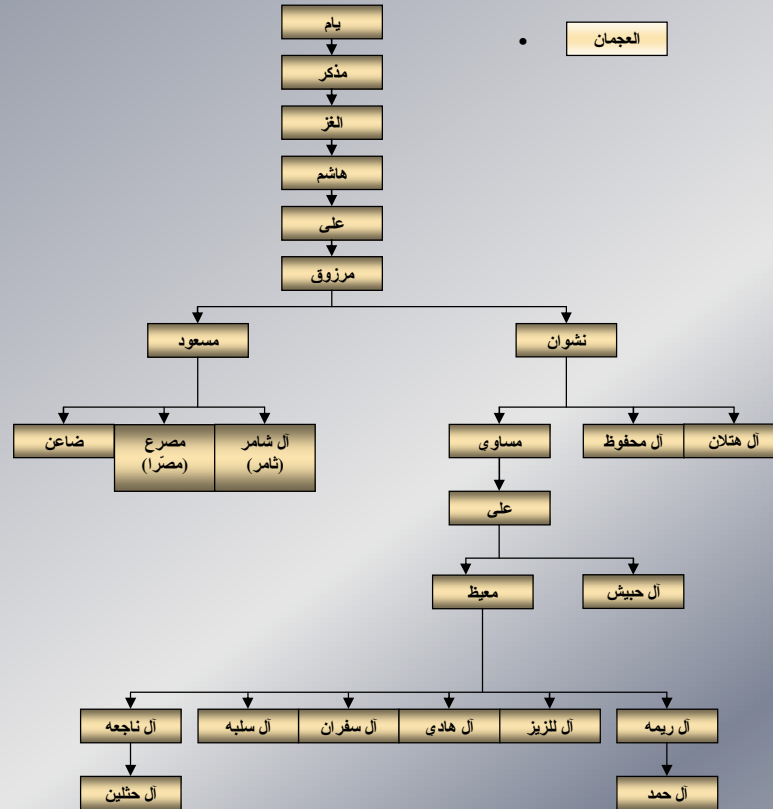 العجمان
يام
مذكر
الغز
هاشم
على
مرزوق
نشوان
مسعود
آل هتلان
آل محفوظ
مساوي
آل شامر
(ثامر)
مصرع
(مصّرا)
ضاعن
على
آل حبيش
معيظ
آل ريمه
آل للزيز
آل هادي
آل سفران
آل سلبه
آل ناجعه
آل حمد
آل حثلين